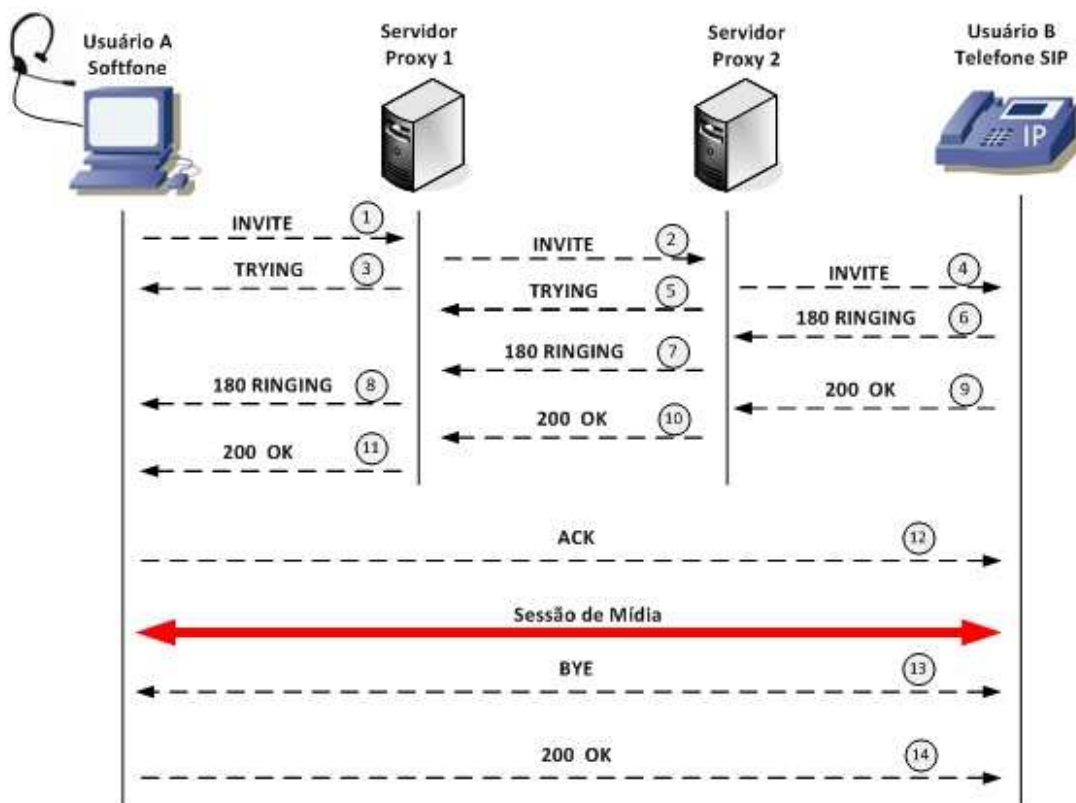 Usuário A
Softfone
Servidor
Proxy 1
Servidor
Proxy 2
Usuário B
Telefone SIP
IP
INVITE 1
INVITE 2
TRYING 3
INVITE 4
TRYING 5
180 RINGING 6
180 RINGING 7
180 RINGING 8
200 OK 9
200 OK 10
200 OK 11
ACK 12
Sessão de Mídia
BYE 13
200 OK 14